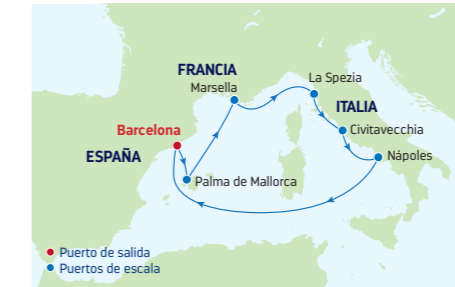 FRANCIA
Marsella
La Spezia
ITALIA
Civitavecchia
Barcelona
ESPAÑA
Nápoles
Palma de Mallorca
Puerto de salida
Puertos de escala